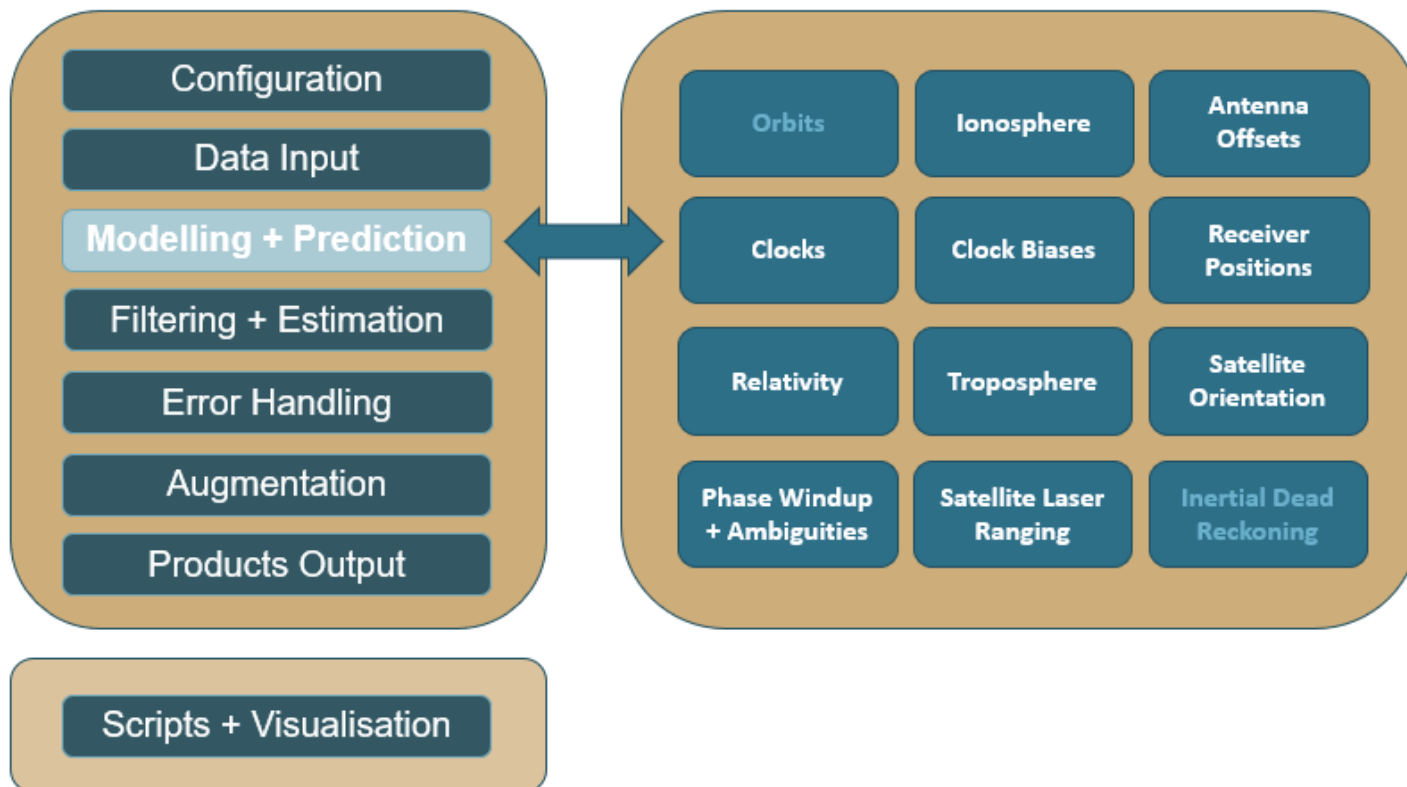 Configuration
Data Input
Modelling + Prediction
Filtering + Estimation
Error Handling
Augmentation
Products Output
Scripts + Visualisation
Orbits
Ionosphere
Antenna
Offsets
Clocks
Clock Biases
Receiver
Positions
Relativity
Troposphere
Satellite
Orientation
Phase Windup
+ Ambiguities
Satellite Laser
Ranging
Inertial Dead
Reckoning